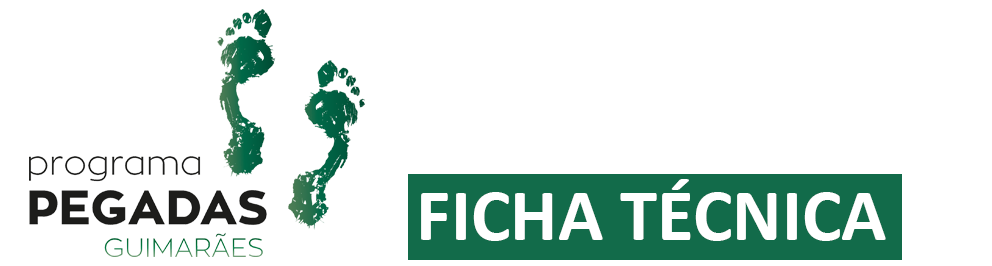 programa
PEGADAS
GUIMARÃES
FICHA TÉCNICA